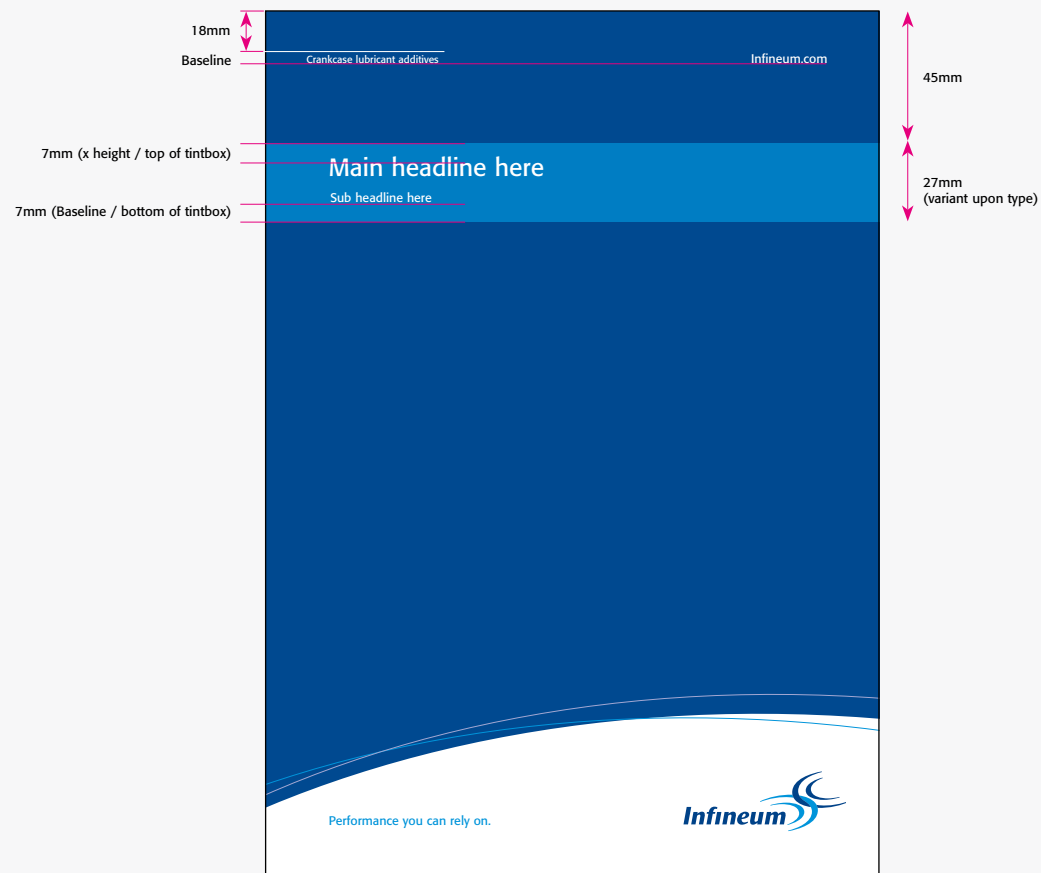 18mm
Baseline
Crankcase lubricant additives
Infineum.com
45mm
7mm (x height / top of tintbox)
Main headline here
Sub headline here
7mm (Baseline / bottom of tintbox)
27mm
(variant upon type)
Performance you can rely on.
Infineum